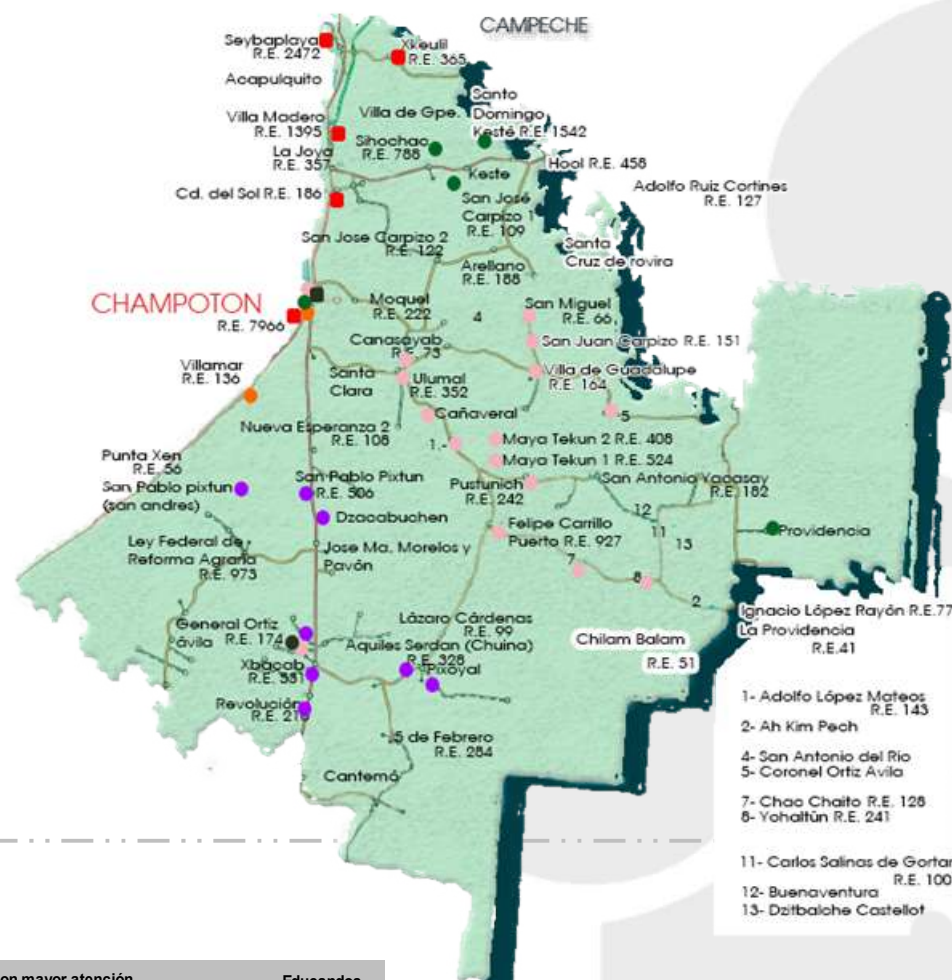 CAMPECHE
Seybaplaya
R.E. 2472
Xkeulil
R.E. 365
Acapulquito
Santo
Domingo
Kesté R.E. 1542
Villa Madero
R.E. 1395
Villa de Gpe.
Sihochac
R.E. 788
La Joya
R.E. 357
Hool R.E. 458
Keste
Cd. del Sol R.E. 186
Adolfo Ruiz Cortines
R.E. 127
San José
Carpizo 1
R.E. 109
San Jose Carpizo 2
R.E. 122
Santa
Cruz de rovira
Arellano
R.E. 188
CHAMPOTON
R.E. 7966
Moquel
R.E. 222
4
San Miguel
R.E. 66
Canasayab
R.E. 73
San Juan Carpizo R.E. 151
Villamar
R.E. 136
Santa
Clara
Ulumal
R.E. 352
Villa de Guadalupe
R.E. 164
Cañaveral
5
Nueva Esperanza 2
R.E. 108
1.-
Maya Tekun 2 R.E. 408
Maya Tekun 1 R.E. 524
Punta Xen
R.E. 56
San Pablo pixtun
(san andres)
San Pablo Pixtun
R.E. 506
Pustunich
R.E. 242
San Antonio Yacasay
R.E. 182
Dzacabuchen
12
11
13
Felipe Carrillo
Puerto R.E. 927
Providencia
Ley Federal de
Reforma Agraria
R.E. 973
Jose Ma. Morelos y
Pavón
7
8
2
Ignacio López Rayón R.E.77
La Providencia
R.E.41
General Ortiz
ávila
R.E. 174
Lázaro Cárdenas
R.E. 99
Aquiles Serdan (Chuina)
R.E. 328
Chilam Balam
R.E. 51
Xbacab
R.E. 331
Pixoyal
Revolución
5 de Febrero
R.E. 284
Cantemó
1- Adolfo López Mateos
R.E. 143
2- Ah Kim Pech
4- San Antonio del Río
5- Coronel Ortiz Avila
7- Chac Chaito R.E. 128
8- Yohaltún R.E. 241
11- Carlos Salinas de Gortar
R.E. 100
12- Buenaventura
13- Dzitbalche Castellot
on mayor atención
Educandos